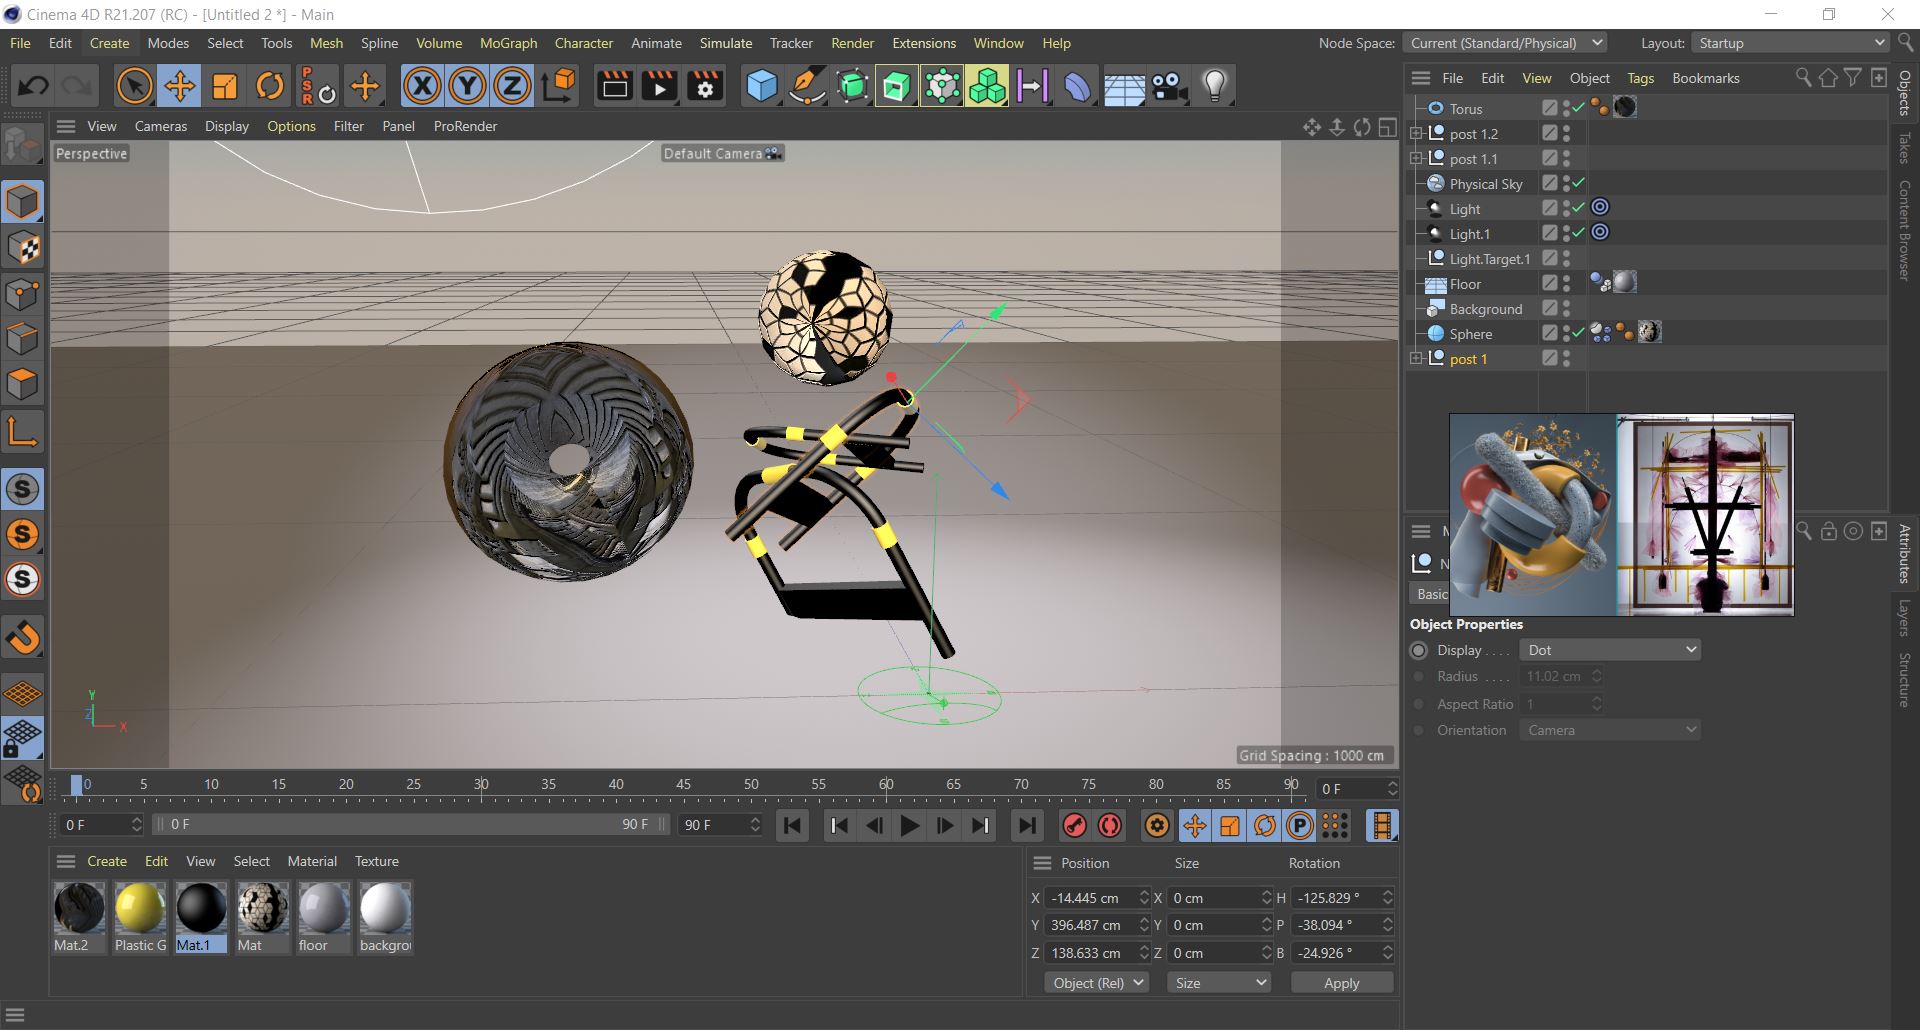 Cinema 4D R21.207 (RC) - [Untitled 2 *] - Main
File Edit Create Modes Select Tools Mesh Spline Volume MoGraph Character Animate Simulate Tracker Render Extensions Window Help
Node Space: Current (Standard/Physical) Layout: Startup
PSR
X Y Z
File Edit View Object Tags Bookmarks
View Cameras Display Options Filter Panel ProRender
Perspective
Default Camera
Torus
post 1.2
post 1.1
Physical Sky
Light
Light.1
Light.Target.1
Floor
Background
Sphere
post 1
Objects
Takes
Content Browser
Attributes
Layers
Structure
S
S
S
Y
Z
X
Basic
Object Properties
Display . . . . Dot
Radius . . . . 11.02 cm
Aspect Ratio 1
Orientation Camera
Grid Spacing : 1000 cm
0 5 10 15 20 25 30 35 40 45 50 55 60 65 70 75 80 85 90 0 F
0 F 0 F 90 F 90 F
P
Create Edit View Select Material Texture
Mat.2 Plastic G Mat.1 Mat floor backgrou
Position Size Rotation
X -14.445 cm X 0 cm H -125.829 °
Y 396.487 cm Y 0 cm P -38.094 °
Z 138.633 cm Z 0 cm B -24.926 °
Object (Rel) Size Apply